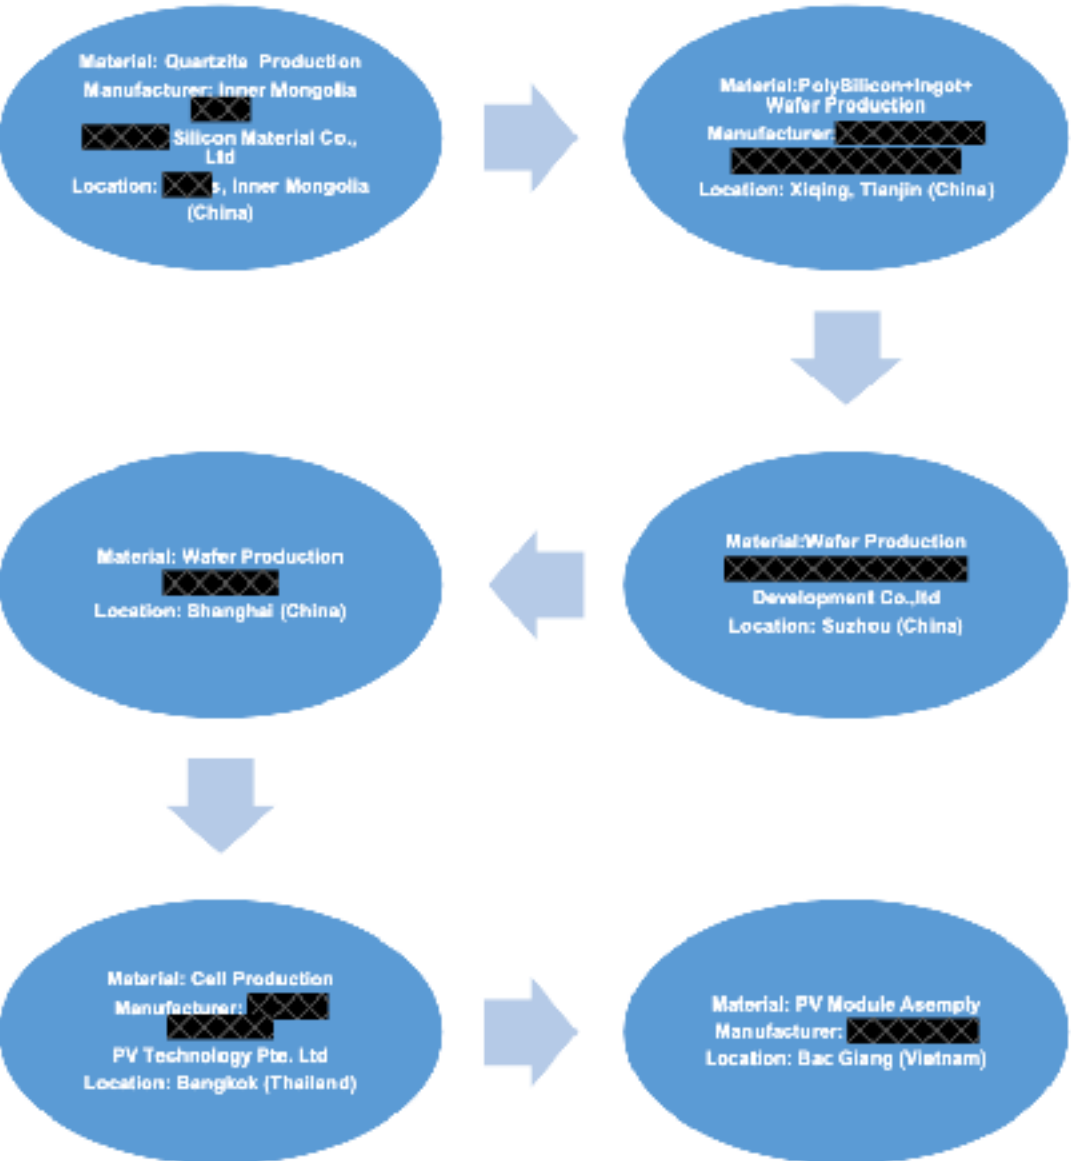 Material: Quartzite Production
Manufacturer: Inner Mongolia
Silicon Material Co.,
Ltd
Location: s, Inner Mongolia
(China)
Material:PolySilicon+Ingot+
Wafer Production
Manufacturer:
Location: Xiqing, Tianjin (China)
Material:Wafer Production
Development Co.,ltd
Location: Suzhou (China)
Material: Wafer Production
Location: Shanghai (China)
Material: Cell Production
Manufacturer:
PV Technology Pte. Ltd
Location: Bangkok (Thailand)
Material: PV Module Asemply
Manufacturer:
Location: Bac Giang (Vietnam)